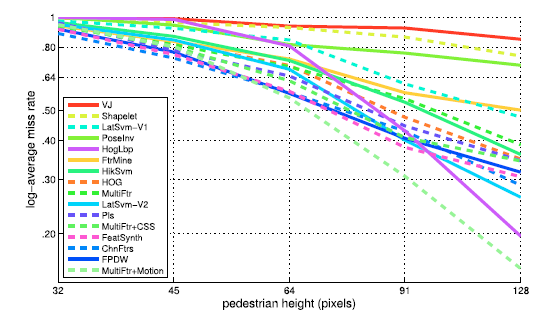 1
.80
.64
.50
.40
.30
.20
log-average miss rate
VJ
Shapelet
LatSvm-V1
PoseInv
HogLbp
FtrMine
HikSvm
HOG
MultiFtr
LatSvm-V2
Pls
MultiFtr+CSS
FeatSynth
ChnFtrs
FPDW
MultiFtr+Motion
32 45 64 91 128
pedestrian height (pixels)